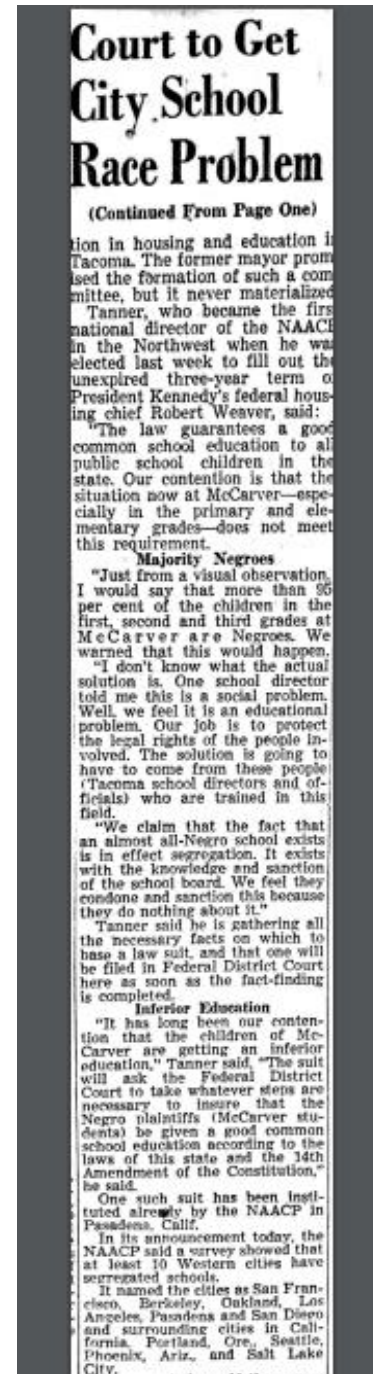 Court to Get
City School
Race Problem
(Continued From Page One)
tion in housing and education i
Tacoma. The former mayor prom
ised the formation of such a com
mittee, but it never materialized
Tanner, who became the firs
national director of the NAACP
in the Northwest when he wa
elected last week to fill out the
unexpired three-year term o
President Kennedy's federal hous-
ing chief Robert Weaver, said:
"The law guarantees a good
common school education to all
public school children in the
state. Our contention is that the
situation now at McCarver—espe-
cially in the primary and ele-
mentary grades—does not meet
this requirement.
Majority Negroes
"Just from a visual observation,
I would say that more than 95
per cent of the children in the
first, second and third grades at
McCarver are Negroes. We
warned that this would happen.
"I don't know what the actual
solution is. One school director
told me this is a social problem.
Well, we feel it is an educational
problem. Our job is to protect
the legal rights of the people in-
volved. The solution is going to
have to come from these people
(Tacoma school directors and of-
ficials) who are trained in this
field.
"We claim that the fact that
an almost all-Negro school exists
is in effect segregation. It exists
with the knowledge and sanction
of the school board. We feel they
condone and sanction this because
they do nothing about it."
Tanner said he is gathering all
the necessary facts on which to
base a law suit, and that one will
be filed in Federal District Court
here as soon as the fact-finding
is completed.
Inferior Education
"It has long been our conten-
tion that the children of Mc-
Carver are getting an inferior
education," Tanner said. "The suit
will ask the Federal District
Court to take whatever steps are
necessary to insure that the
Negro plaintiffs (McCarver stu-
dents) be given a good common
school education according to the
laws of this state and the 14th
Amendment of the Constitution,"
he said.
One such suit has been insti-
tuted already by the NAACP in
Pasadena, Calif.
In its announcement today, the
NAACP said a survey showed that
at least 10 Western cities have
segregated schools.
It named the cities as San Fran-
cisco, Berkeley, Oakland, Los
Angeles, Pasadena and San Diego
and surrounding cities in Cali-
fornia, Portland, Ore., Seattle,
Phoenix, Ariz., and Salt Lake
City.